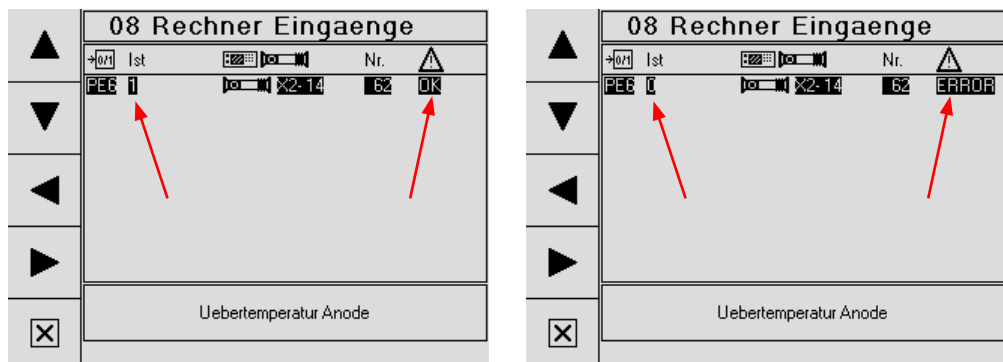 08 Rechner Eingaenge
0/1 Ist Nr.
PE6 1 X2-14 62 OK
Uebertemperatur Anode
08 Rechner Eingaenge
0/1 Ist Nr.
PE6 0 X2-14 62 ERROR
Uebertemperatur Anode